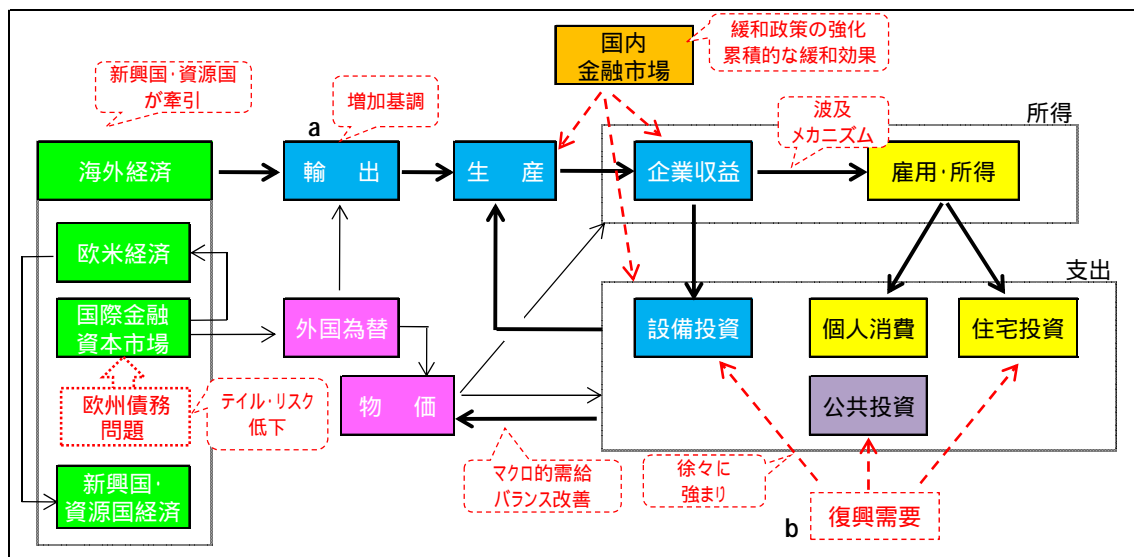 国内
金融市場
緩和政策の強化
累積的な緩和効果
新興国・資源国
が牽引
増加基調
a
波及
メカニズム
所得
海外経済
輸　出
生　産
企業収益
雇用・所得
欧米経済
支出
国際金融
資本市場
外国為替
設備投資
個人消費
住宅投資
欧州債務
問題
テイル・リスク
低下
物　価
公共投資
マクロ的需給
バランス改善
徐々に
強まり
新興国・
資源国経済
b
復興需要